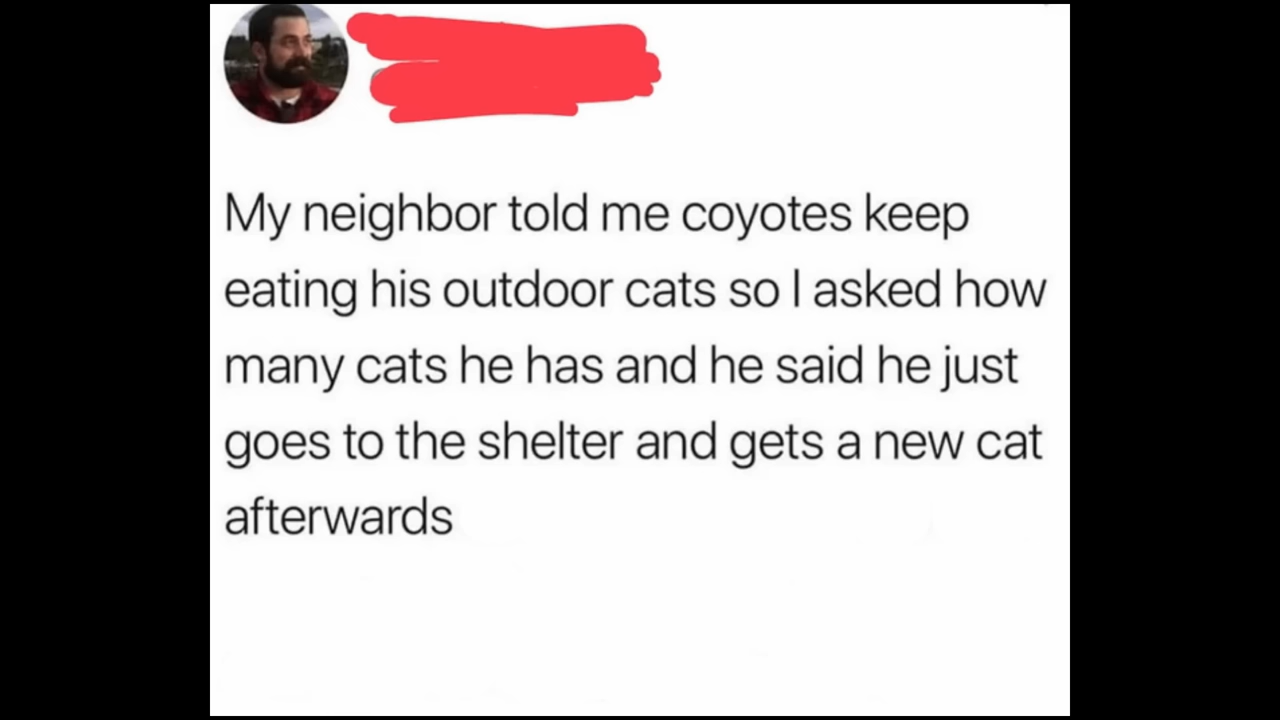 My neighbor told me coyotes keep
eating his outdoor cats so I asked how
many cats he has and he said he just
goes to the shelter and gets a new cat
afterwards